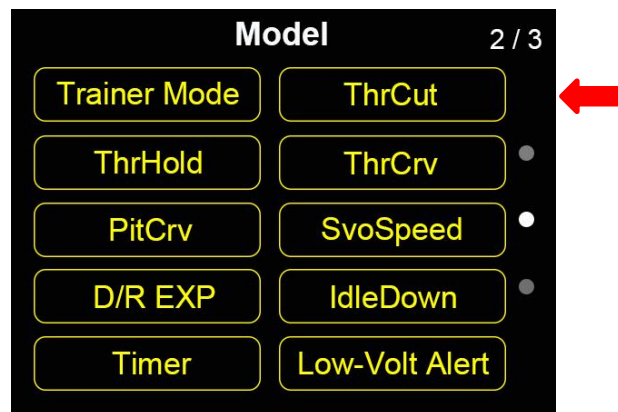 Model 2 / 3
Trainer Mode ThrCut
ThrHold ThrCrv
PitCrv SvoSpeed
D/R EXP IdleDown
Timer Low-Volt Alert